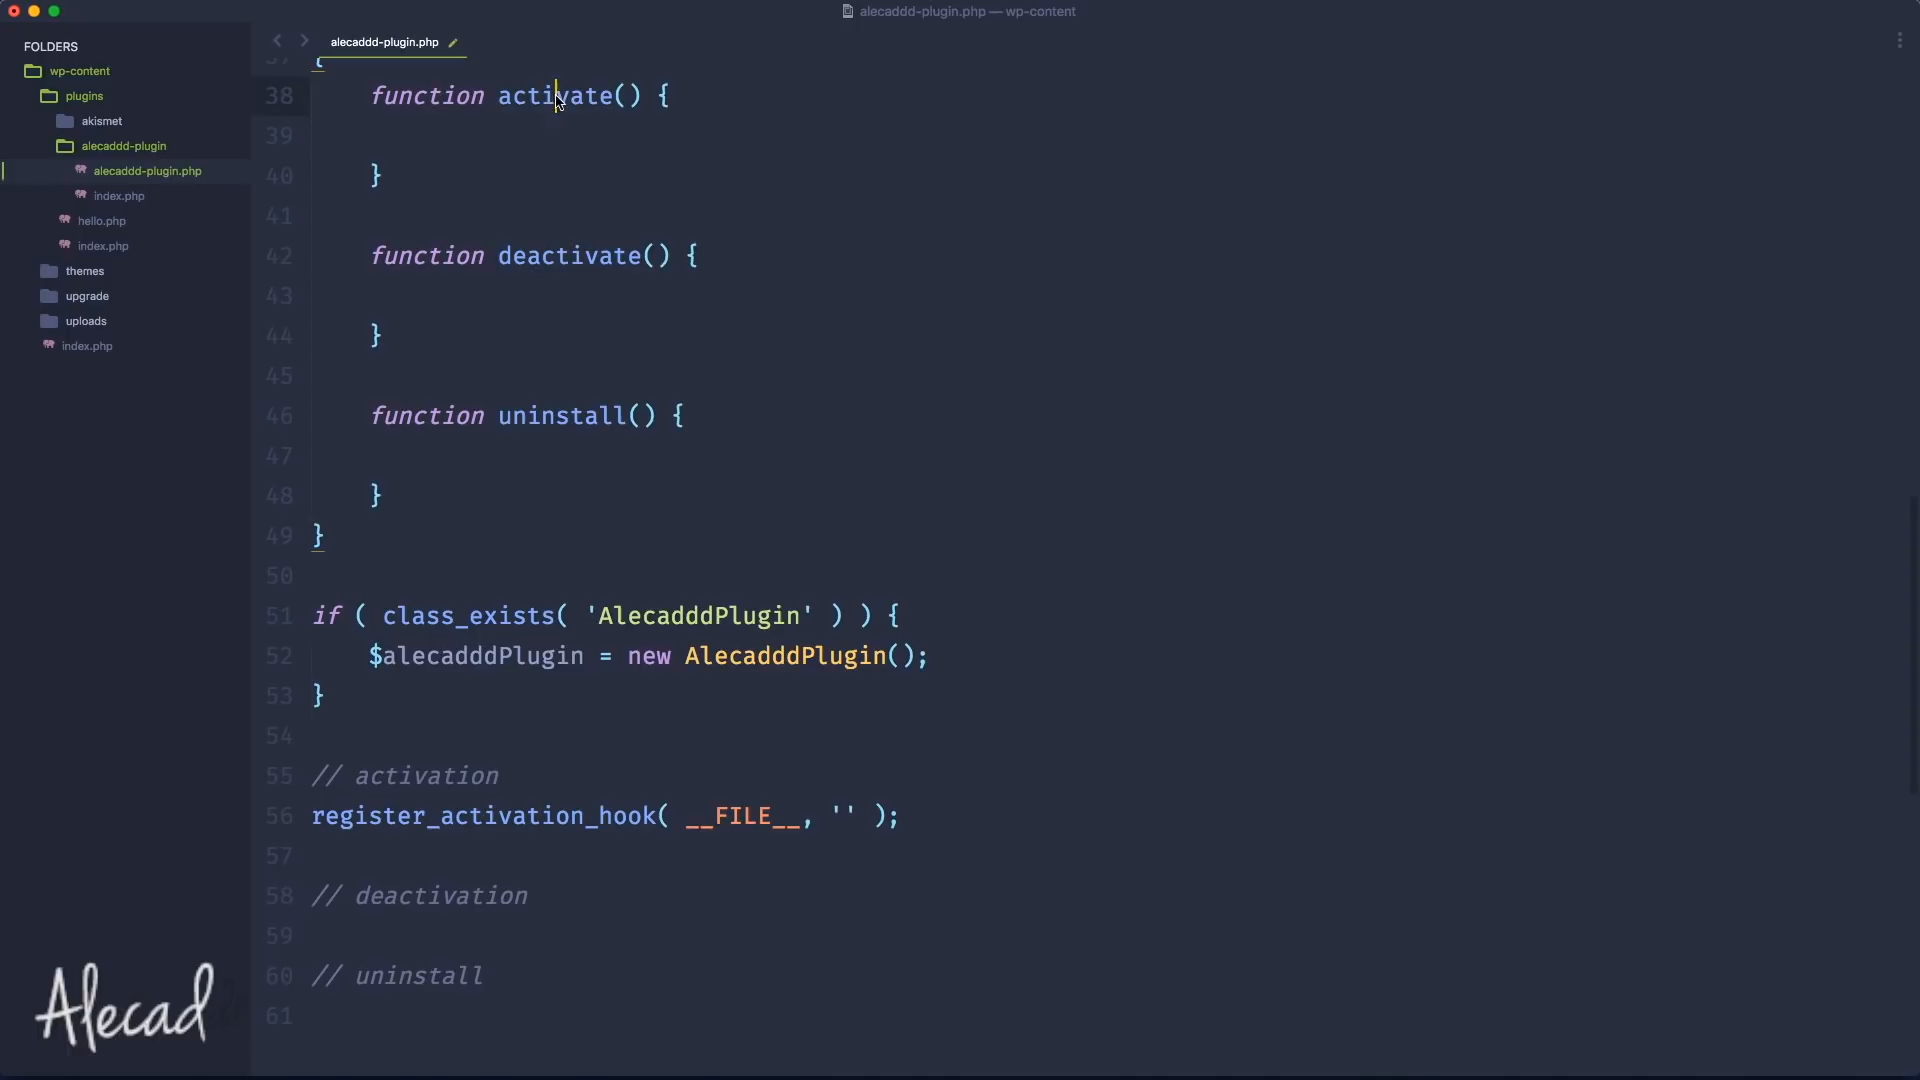 alecaddd-plugin.php — wp-content
FOLDERS
wp-content
plugins
akismet
alecaddd-plugin
alecaddd-plugin.php
index.php
hello.php
index.php
themes
upgrade
uploads
index.php
alecaddd-plugin.php
37 {
38 function activate() {
39
40 }
41
42 function deactivate() {
43
44 }
45
46 function uninstall() {
47
48 }
49 }
50
51 if ( class_exists( 'AlecadddPlugin' ) ) {
52 $alecadddPlugin = new AlecadddPlugin();
53 }
54
55 // activation
56 register_activation_hook( __FILE__, '' );
57
58 // deactivation
59
60 // uninstall
61
Alecad